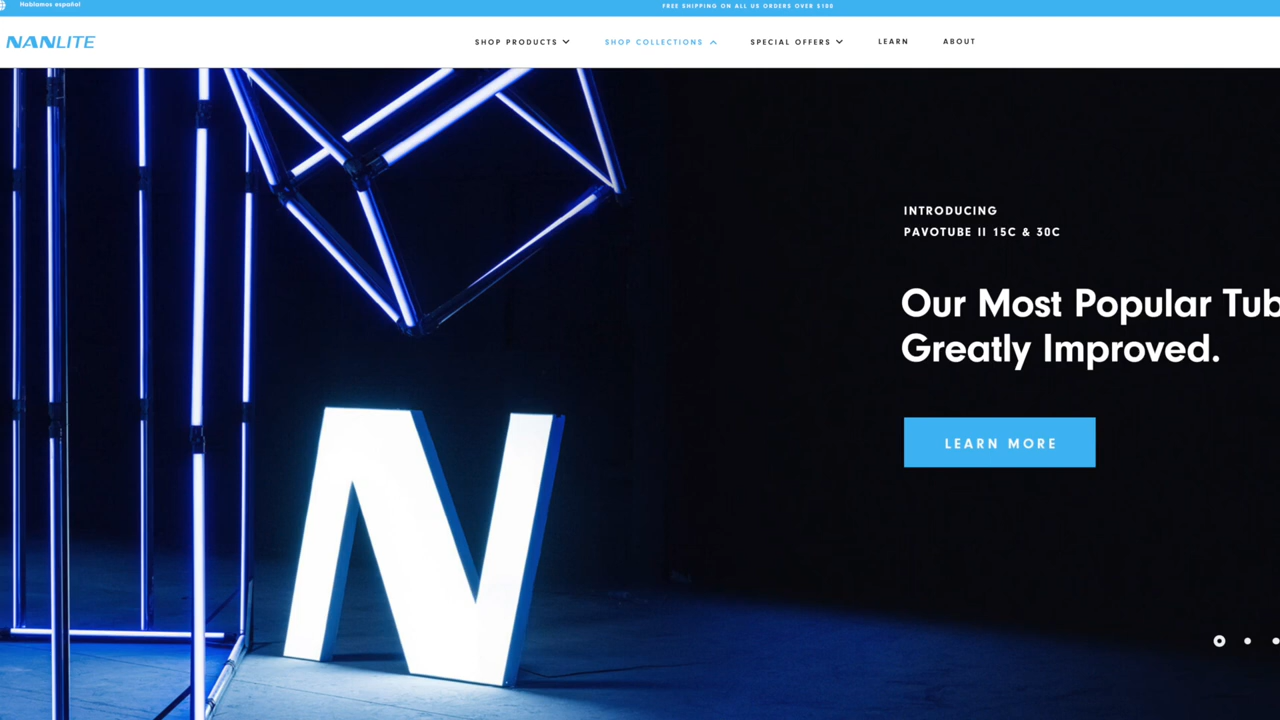 Hablamos español
FREE SHIPPING ON ALL US ORDERS OVER $100
NANLITE
SHOP PRODUCTS
SHOP COLLECTIONS
SPECIAL OFFERS
LEARN
ABOUT
INTRODUCING
PAVOTUBE II 15C & 30C
Our Most Popular Tub
Greatly Improved.
LEARN MORE
N